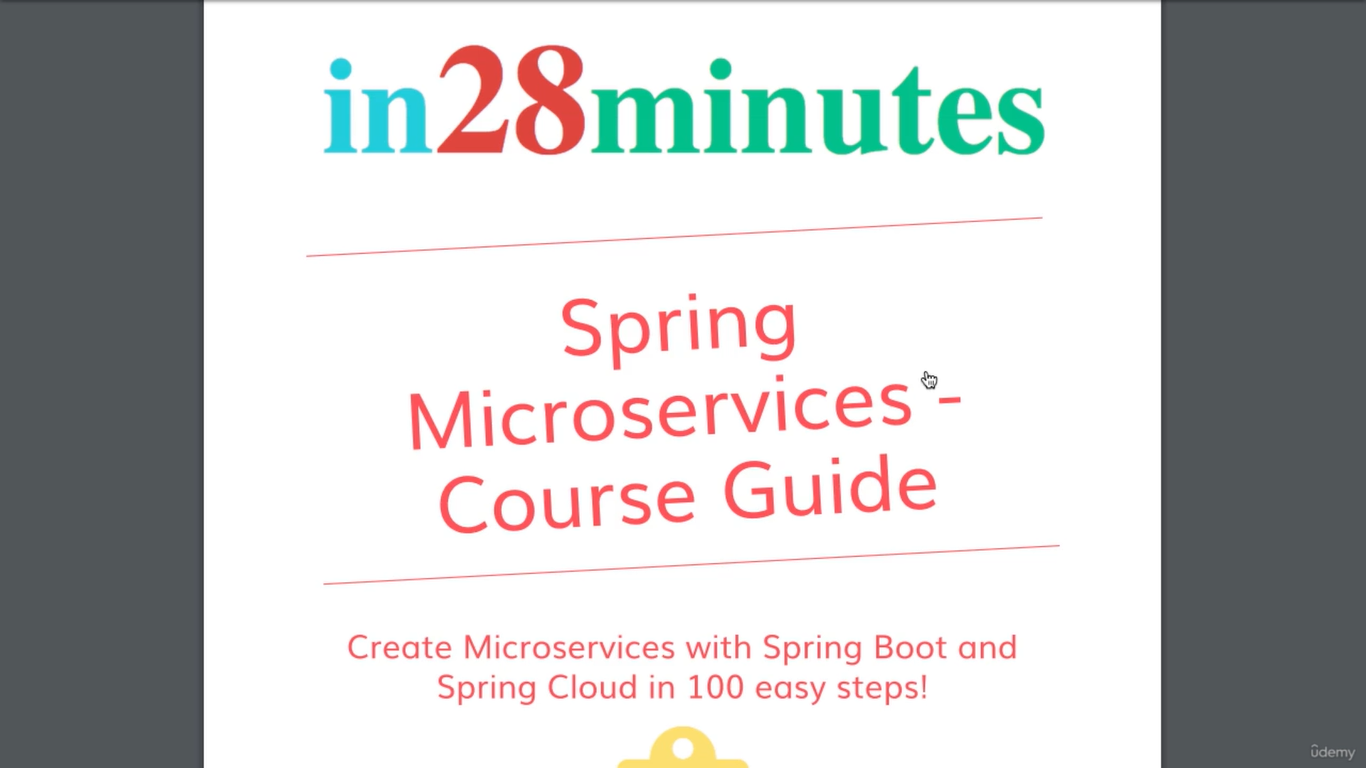 in28minutes
Spring
Microservices -
Course Guide
Create Microservices with Spring Boot and
Spring Cloud in 100 easy steps!
ûdemy